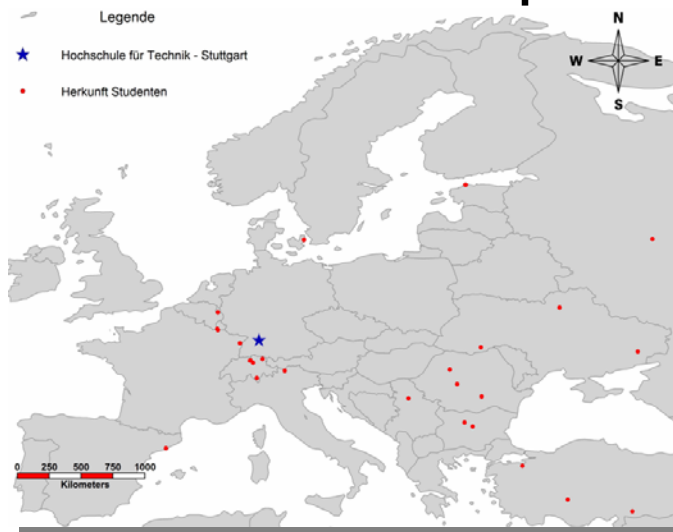 Legende
Hochschule für Technik - Stuttgart
Herkunft Studenten
N
W E
S
0 250 500 750 1000
Kilometers